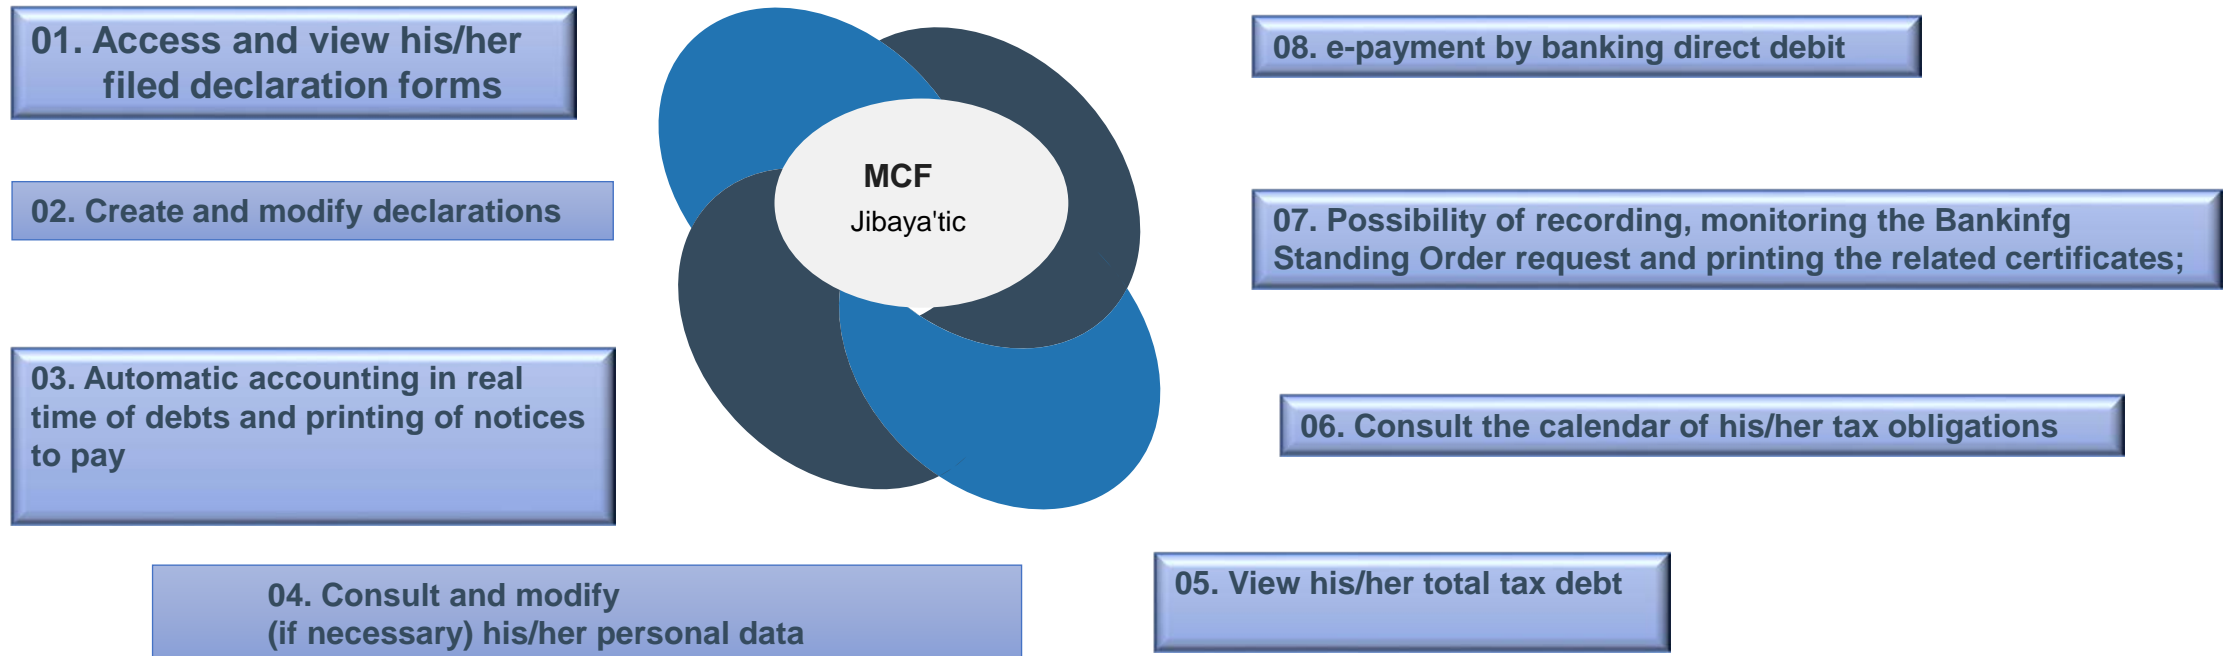 01. Access and view his/her
filed declaration forms
02. Create and modify declarations
03. Automatic accounting in real
time of debts and printing of notices
to pay
04. Consult and modify
(if necessary) his/her personal data
MCF
Jibaya'tic
05. View his/her total tax debt
06. Consult the calendar of his/her tax obligations
07. Possibility of recording, monitoring the Bankinfg
Standing Order request and printing the related certificates;
08. e-payment by banking direct debit